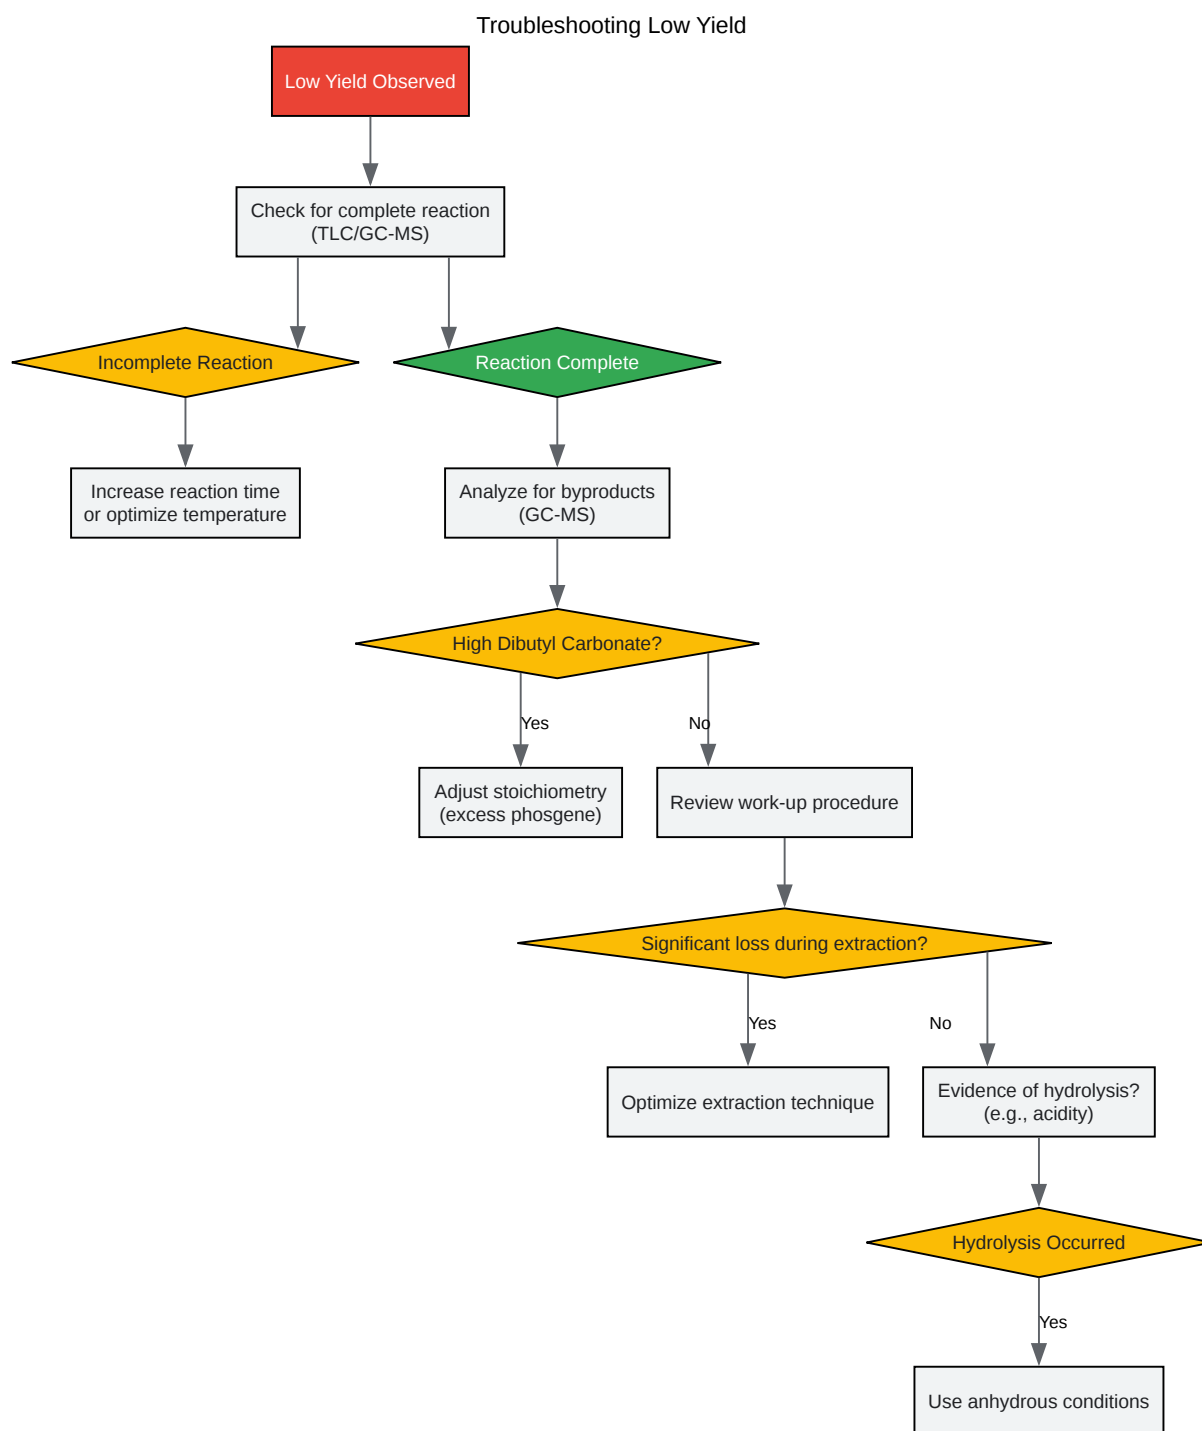 Troubleshooting Low Yield
Low Yield Observed
Check for complete reaction
(TLC/GC-MS)
Incomplete Reaction
Reaction Complete
Increase reaction time
or optimize temperature
Analyze for byproducts
(GC-MS)
High Dibutyl Carbonate?
Yes
No
Adjust stoichiometry
(excess phosgene)
Review work-up procedure
Significant loss during extraction?
Yes
No
Optimize extraction technique
Evidence of hydrolysis?
(e.g., acidity)
Hydrolysis Occurred
Yes
Use anhydrous conditions